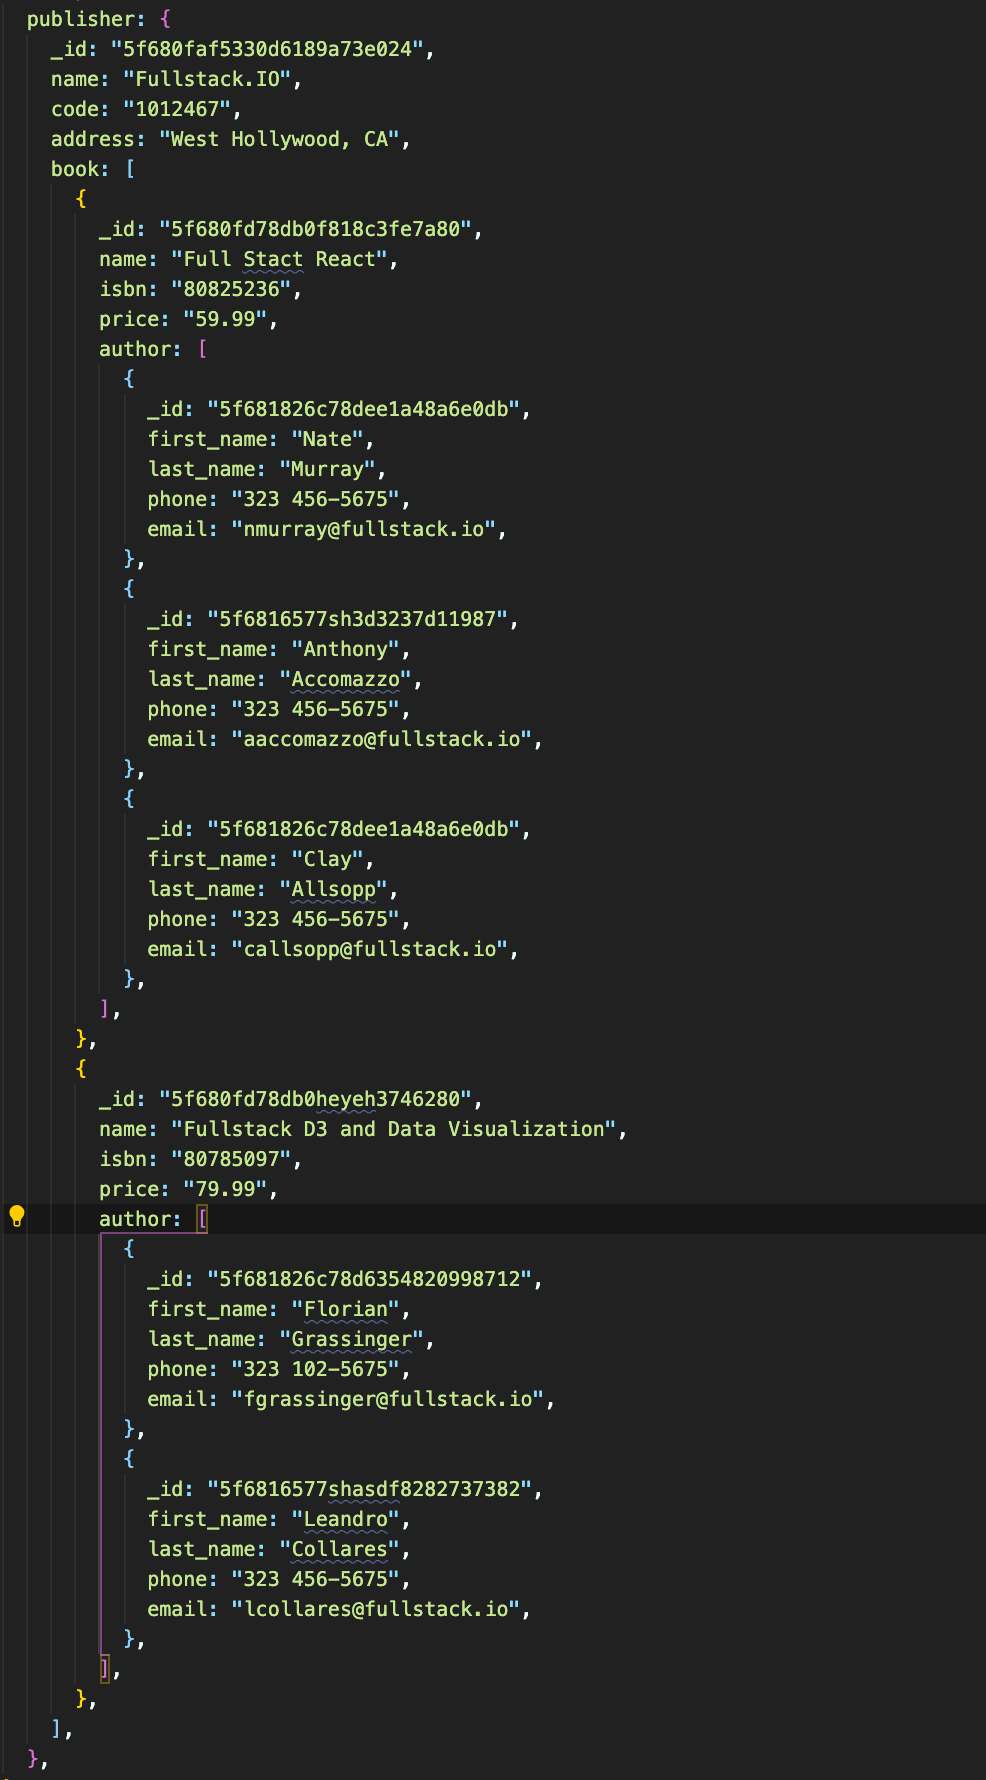 publisher: {
_id: "5f680faf5330d6189a73e024",
name: "Fullstack.IO",
code: "1012467",
address: "West Hollywood, CA",
book: [
{
_id: "5f680fd78db0f818c3fe7a80",
name: "Full Stact React",
isbn: "80825236",
price: "59.99",
author: [
{
_id: "5f681826c78dee1a48a6e0db",
first_name: "Nate",
last_name: "Murray",
phone: "323 456-5675",
email: "nmurray@fullstack.io",
},
{
_id: "5f6816577sh3d3237d11987",
first_name: "Anthony",
last_name: "Accomazzo",
phone: "323 456-5675",
email: "aaccomazzo@fullstack.io",
},
{
_id: "5f681826c78dee1a48a6e0db",
first_name: "Clay",
last_name: "Allsopp",
phone: "323 456-5675",
email: "callsopp@fullstack.io",
},
],
},
{
_id: "5f680fd78db0heyeh3746280",
name: "Fullstack D3 and Data Visualization",
isbn: "80785097",
price: "79.99",
author: [
{
_id: "5f681826c78d6354820998712",
first_name: "Florian",
last_name: "Grassinger",
phone: "323 102-5675",
email: "fgrassinger@fullstack.io",
},
{
_id: "5f6816577shasdf8282737382",
first_name: "Leandro",
last_name: "Collares",
phone: "323 456-5675",
email: "lcollares@fullstack.io",
},
],
},
],
},